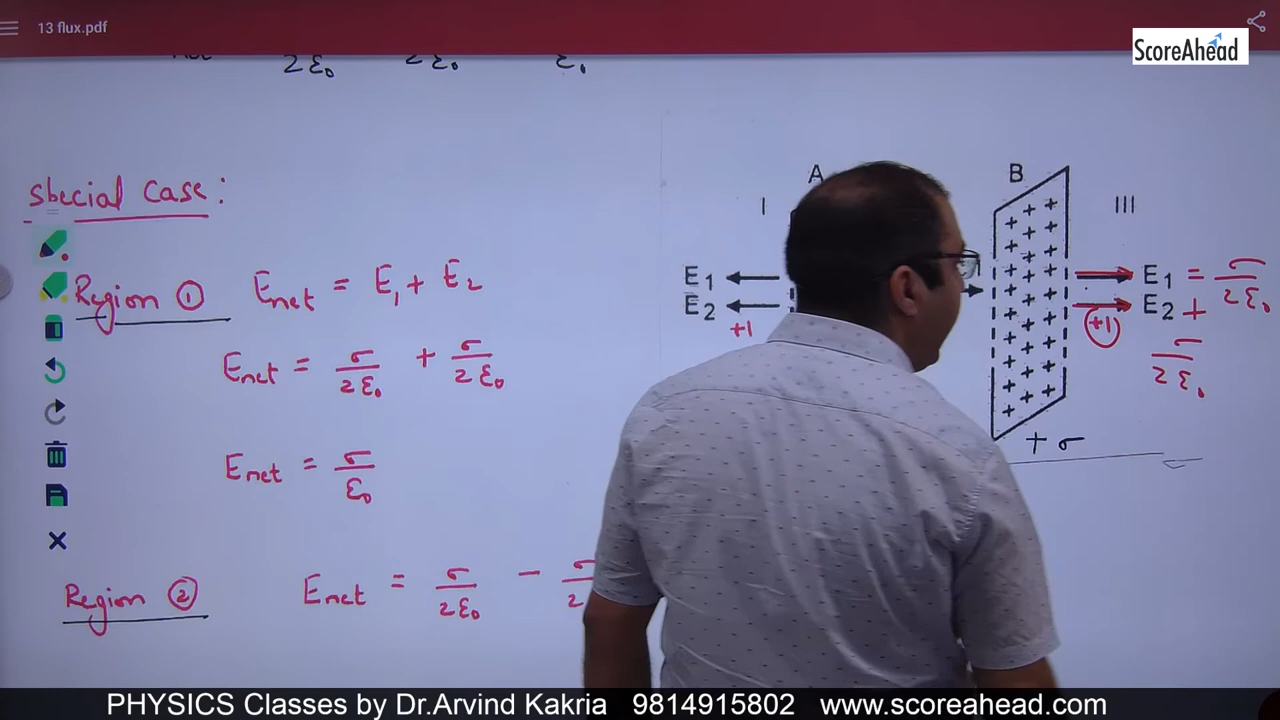 13 flux.pdf
ScoreAhead
2ε₀ 2ε₀ ε₀
Special Case:
Region ① Enet = E₁ + E₂
Enet = σ/2ε₀ + σ/2ε₀
Enet = σ/ε₀
Region ② Enet = σ/2ε₀ - σ/2
A B
I III
E₁ E₁ = σ/2ε₀
E₂ E₂ +
+1 +1
σ/2ε₀
+ σ
PHYSICS Classes by Dr.Arvind Kakria 9814915802 www.scoreahead.com